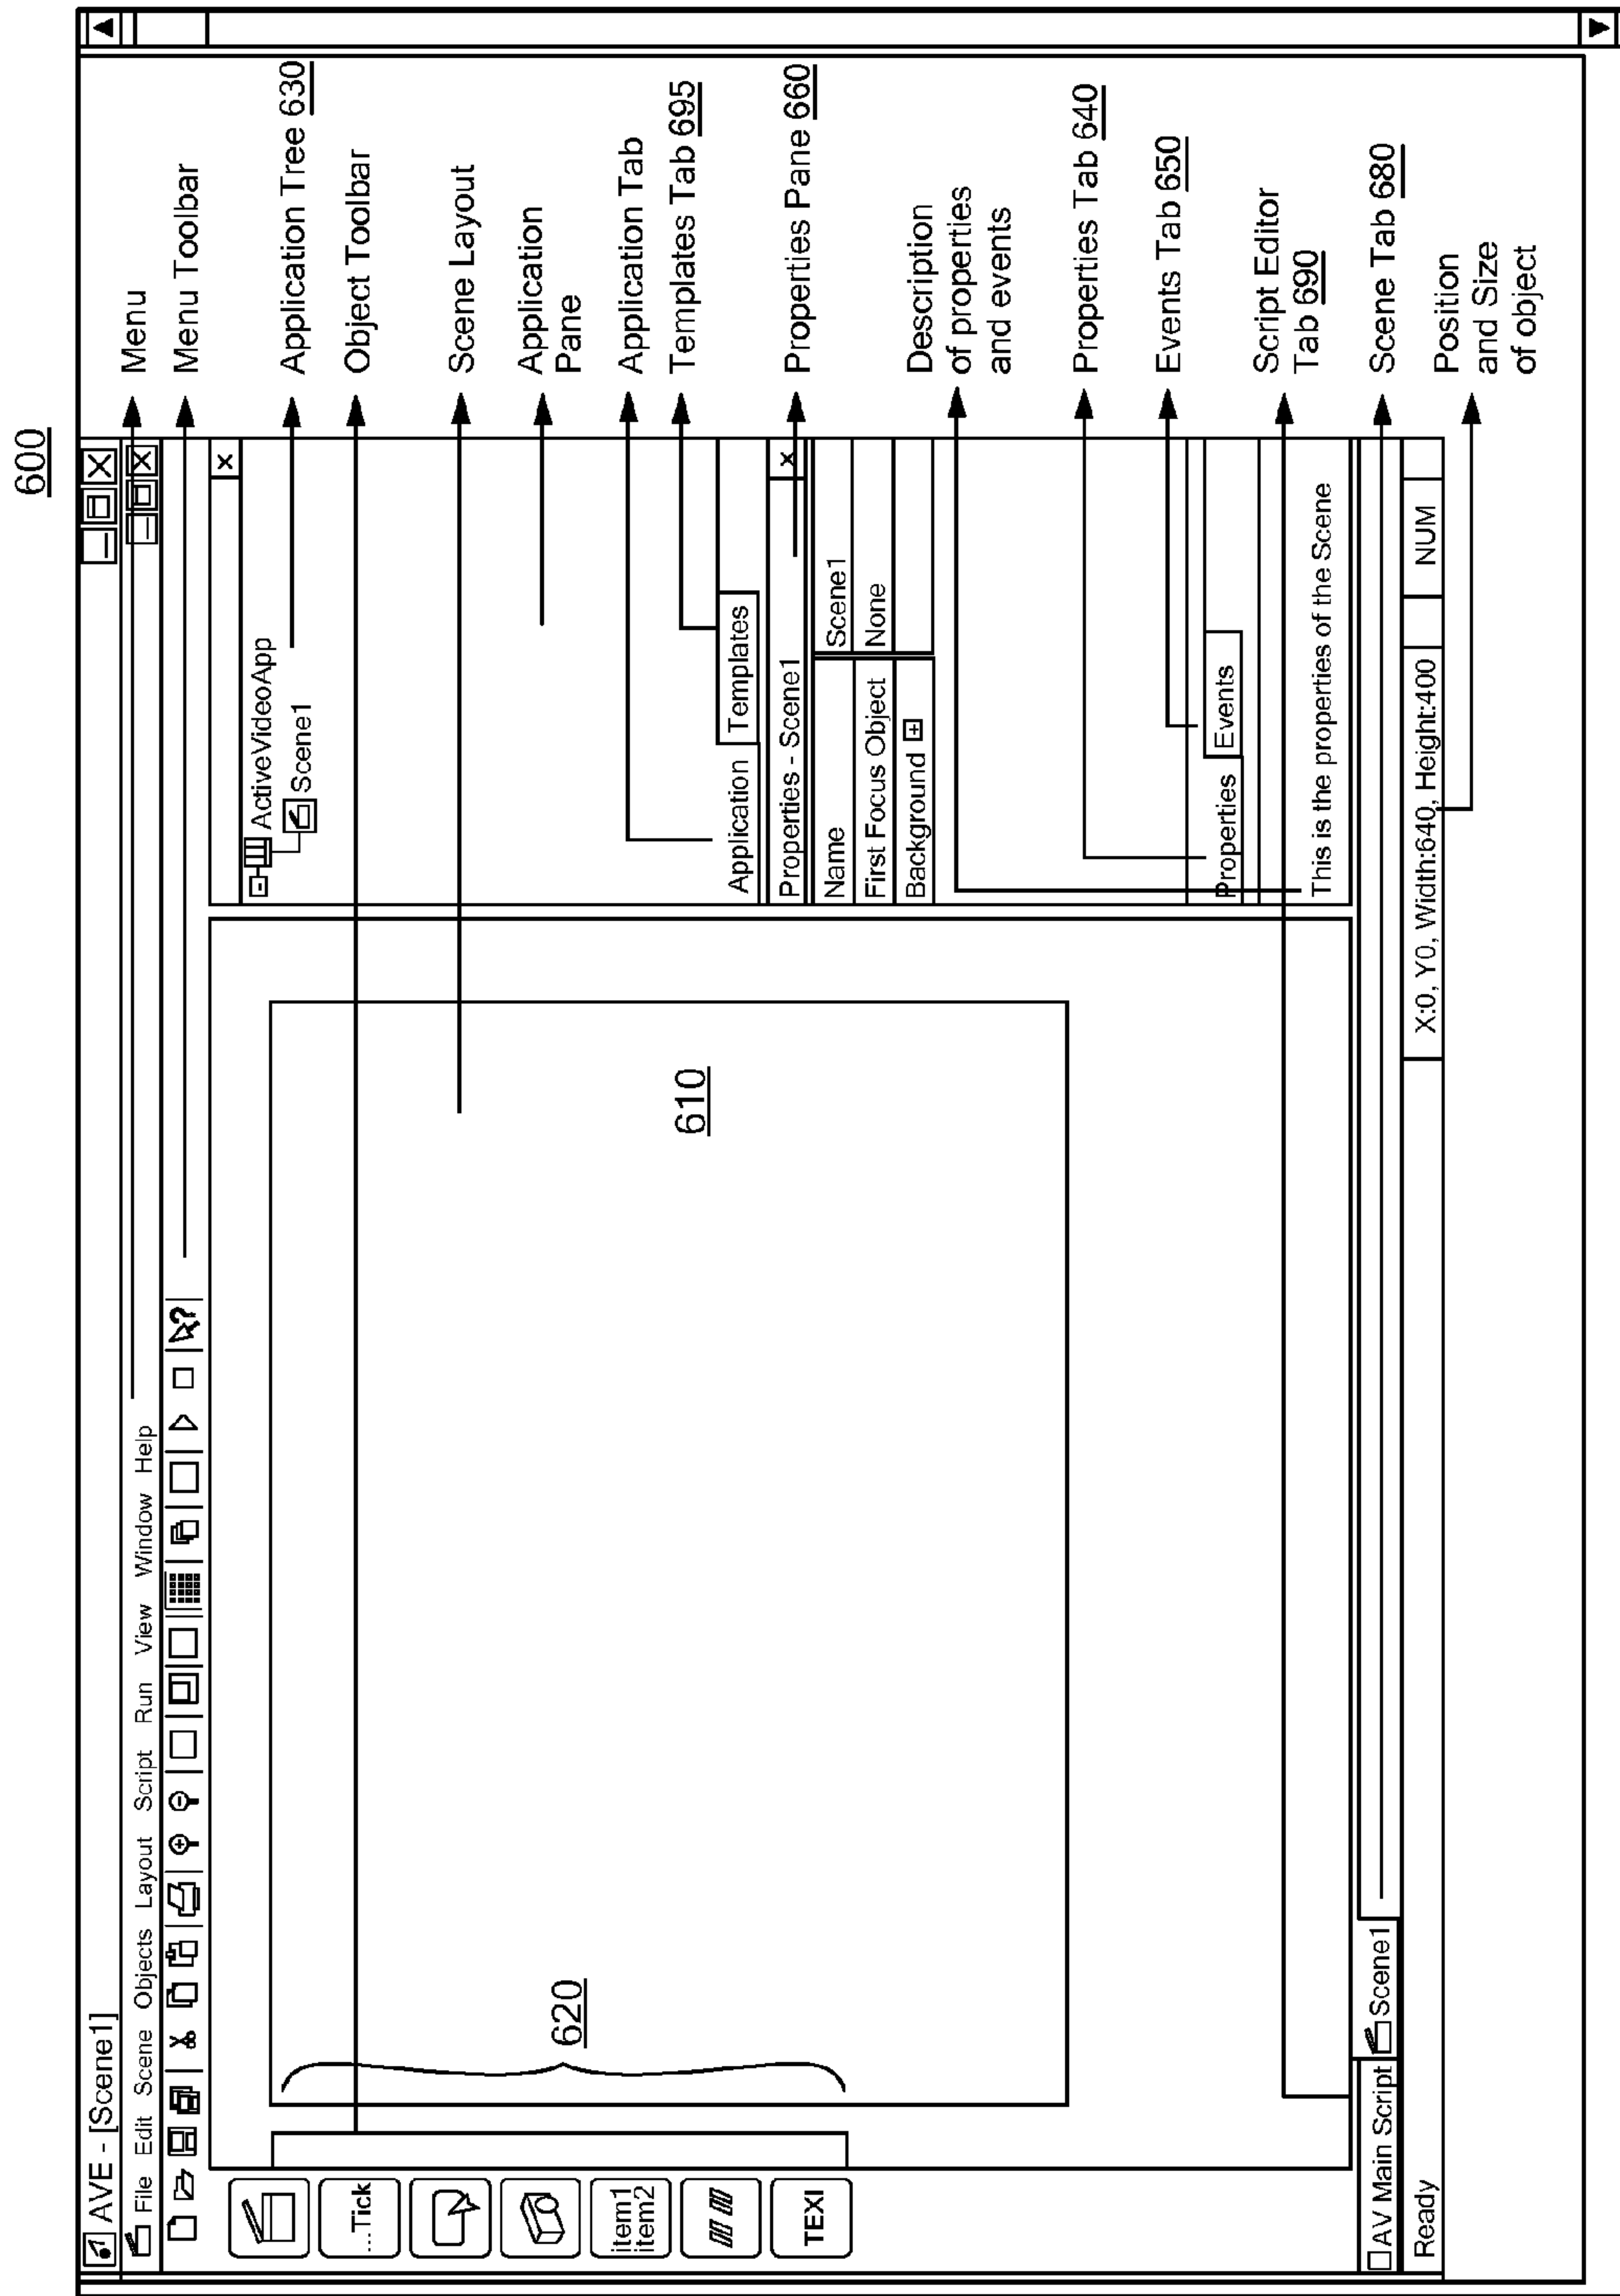 600
AVE - [Scene1]
File Edit Scene Objects Layout Script Run View Window Help
Menu
Menu Toolbar
Application Tree 630
Object Toolbar
Scene Layout
Application
Pane
Application Tab
Templates Tab 695
Properties Pane 660
Description
of properties
and events
Properties Tab 640
Events Tab 650
Script Editor
Tab 690
Scene Tab 680
Position
and Size
of object
...Tick
item1
item2
TEXI
620
610
ActiveVideoApp
Scene1
Application Templates
Properties - Scene1
Name Scene1
First Focus Object None
Background
Properties Events
This is the properties of the Scene
AV Main Script Scene1
Ready X:0, Y0, Width:640, Height:400 NUM